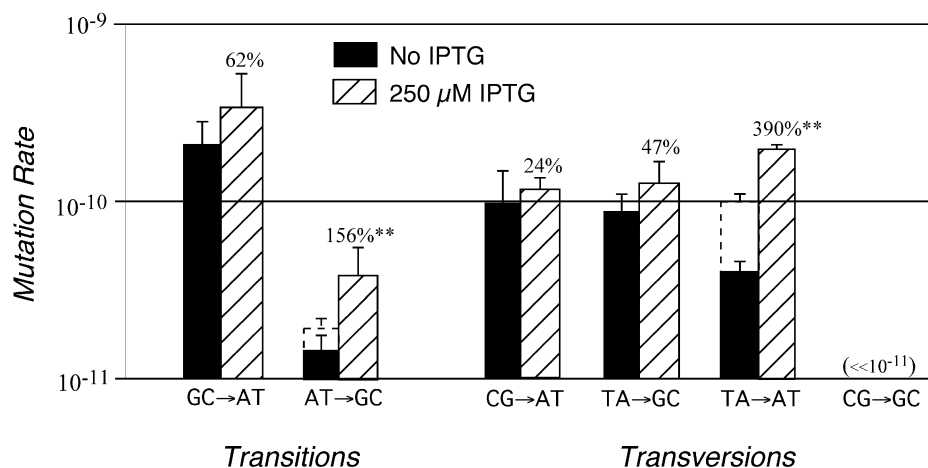 10⁻⁹
No IPTG
250 µM IPTG
62%
Mutation Rate
390%**
47%
24%
10⁻¹⁰
156%**
(<<10⁻¹¹)
10⁻¹¹
GC→AT AT→GC CG→AT TA→GC TA→AT CG→GC
Transitions Transversions